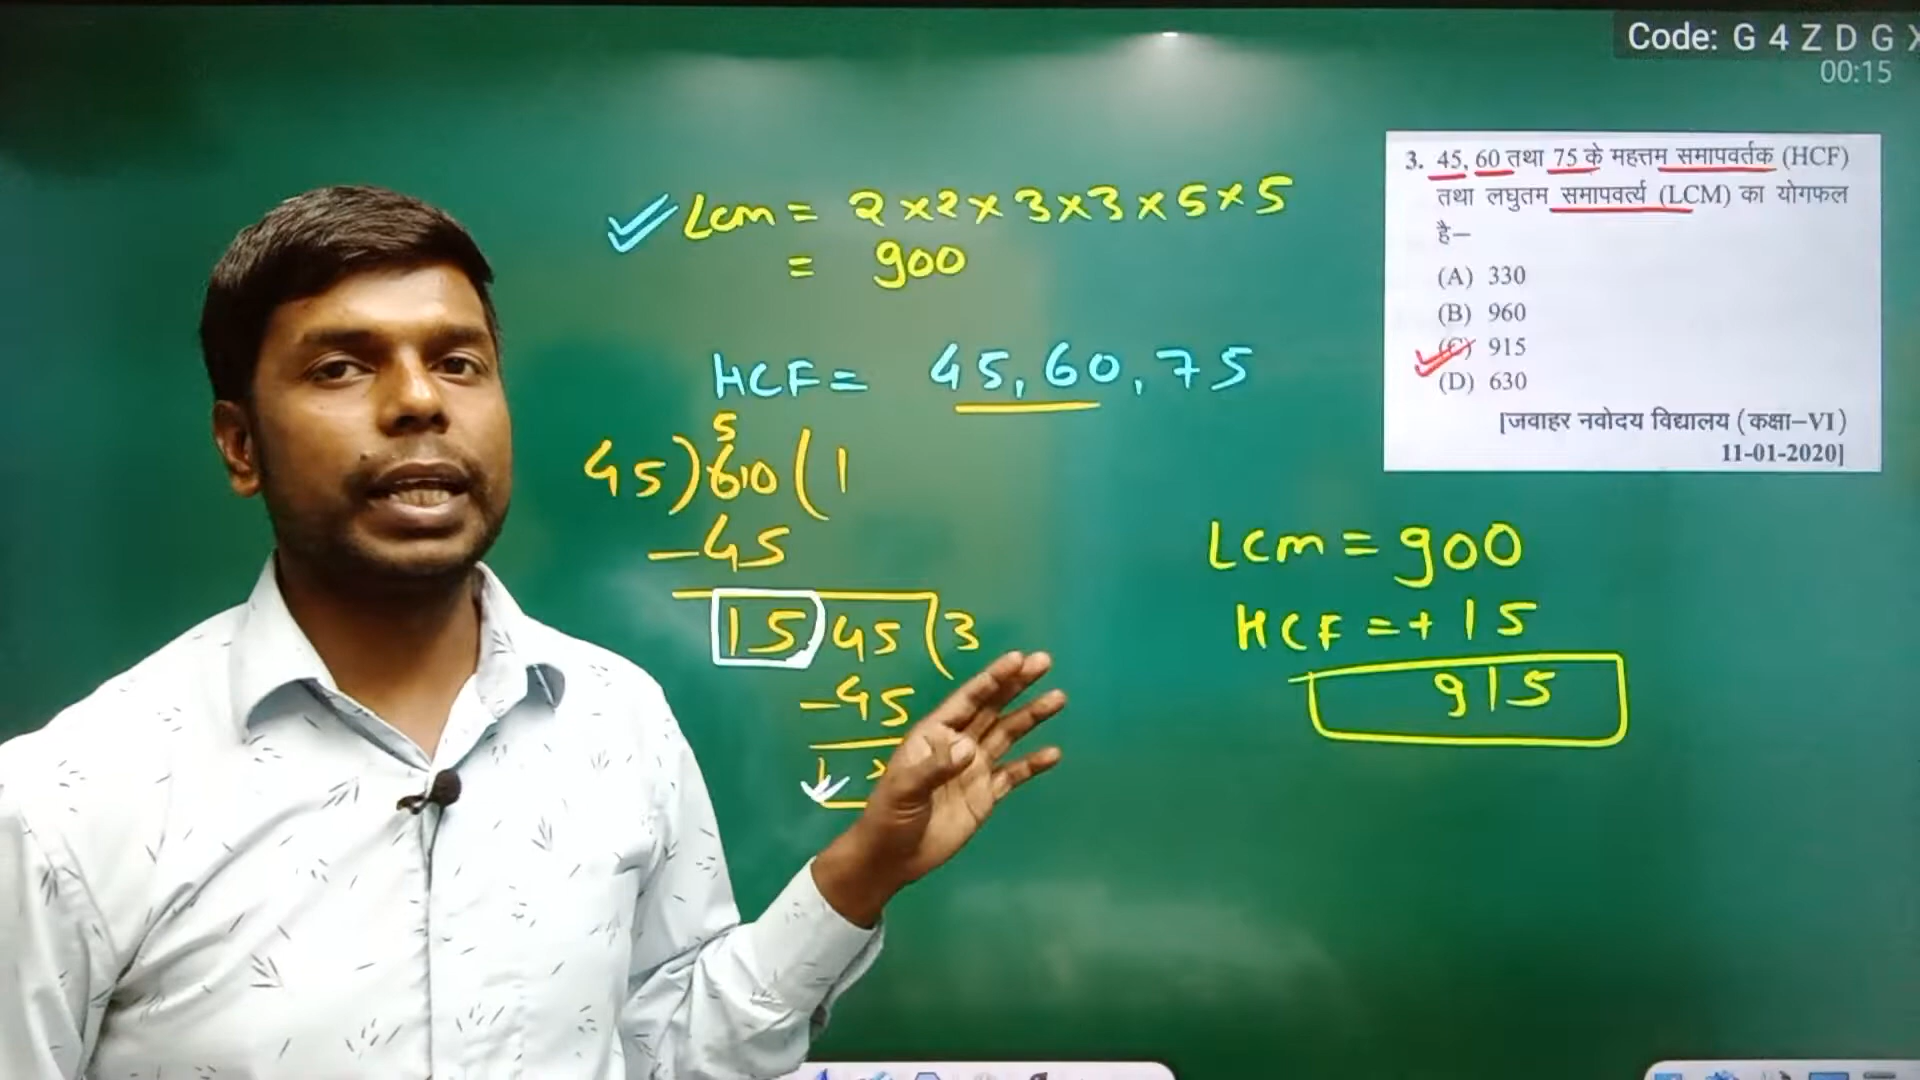 Code: G 4 Z D G X
00:15
Lcm = 2×2×3×3×5×5
= 900
HCF = 45, 60, 75
5
45)60(1
-45
15)45(3
-45
3. 45, 60 तथा 75 के महत्तम समापवर्तक (HCF)
तथा लघुतम समापवर्त्य (LCM) का योगफल
है—
(A) 330
(B) 960
(C) 915
(D) 630
[जवाहर नवोदय विद्यालय (कक्षा–VI)
11-01-2020]
Lcm = 900
HCF = + 15
915